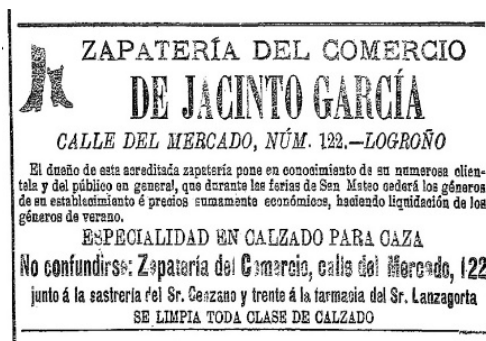 ZAPATERÍA DEL COMERCIO
DE JACINTO GARCÍA
CALLE DEL MERCADO, NÚM. 122.—LOGROÑO
El dueño de esta acreditada zapatería pone en conocimiento de su numerosa clien-
tela y del público en general, que durante las ferias de San Mateo cederá los géneros
de su establecimiento é precios sumamente económicos, haciendo liquidación de los
géneros de verano.
ESPECIALIDAD EN CALZADO PARA CAZA
No confundirse: Zapatería del Comercio, calle del Mercado, 122
junto á la sastrería del Sr. Cenzano y frente á la farmacia del Sr. Lanzagorta
SE LIMPIA TODA CLASE DE CALZADO